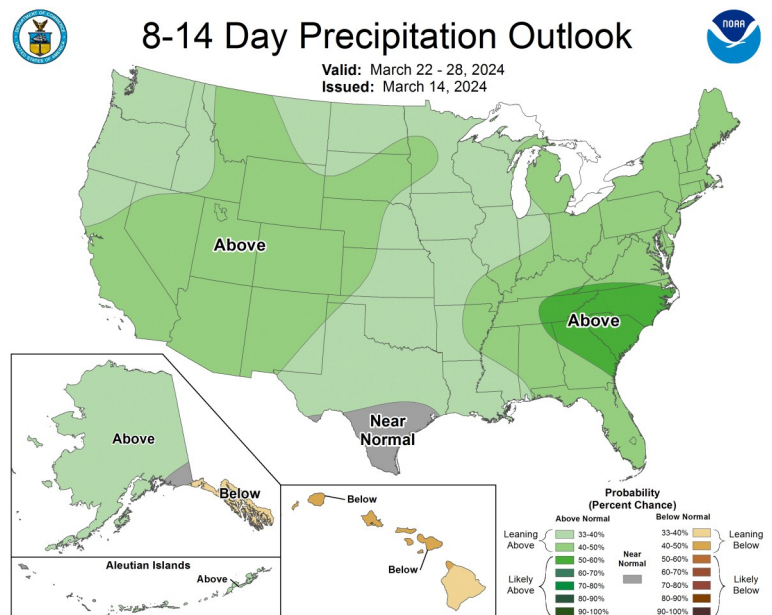 8-14 Day Precipitation Outlook
Valid: March 22 - 28, 2024
Issued: March 14, 2024
NOAA
Above
Above
Near
Normal
Above
Below
Aleutian Islands
Above
Below
Below
Probability
(Percent Chance)
Above Normal
Below Normal
Leaning
Above
33-40%
40-50%
Likely
Above
50-60%
60-70%
70-80%
80-90%
90-100%
Near
Normal
33-40%
40-50%
Leaning
Below
50-60%
60-70%
70-80%
80-90%
90-100%
Likely
Below